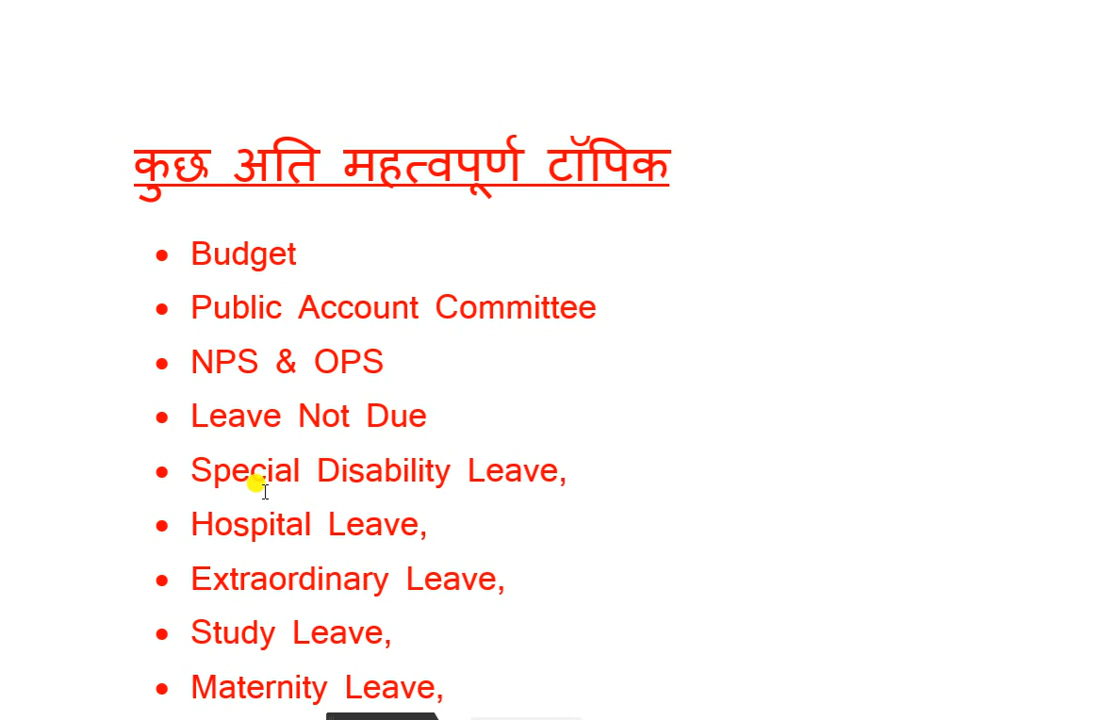 कुछ अति महत्वपूर्ण टॉपिक
• Budget
• Public Account Committee
• NPS & OPS
• Leave Not Due
• Special Disability Leave,
• Hospital Leave,
• Extraordinary Leave,
• Study Leave,
• Maternity Leave,